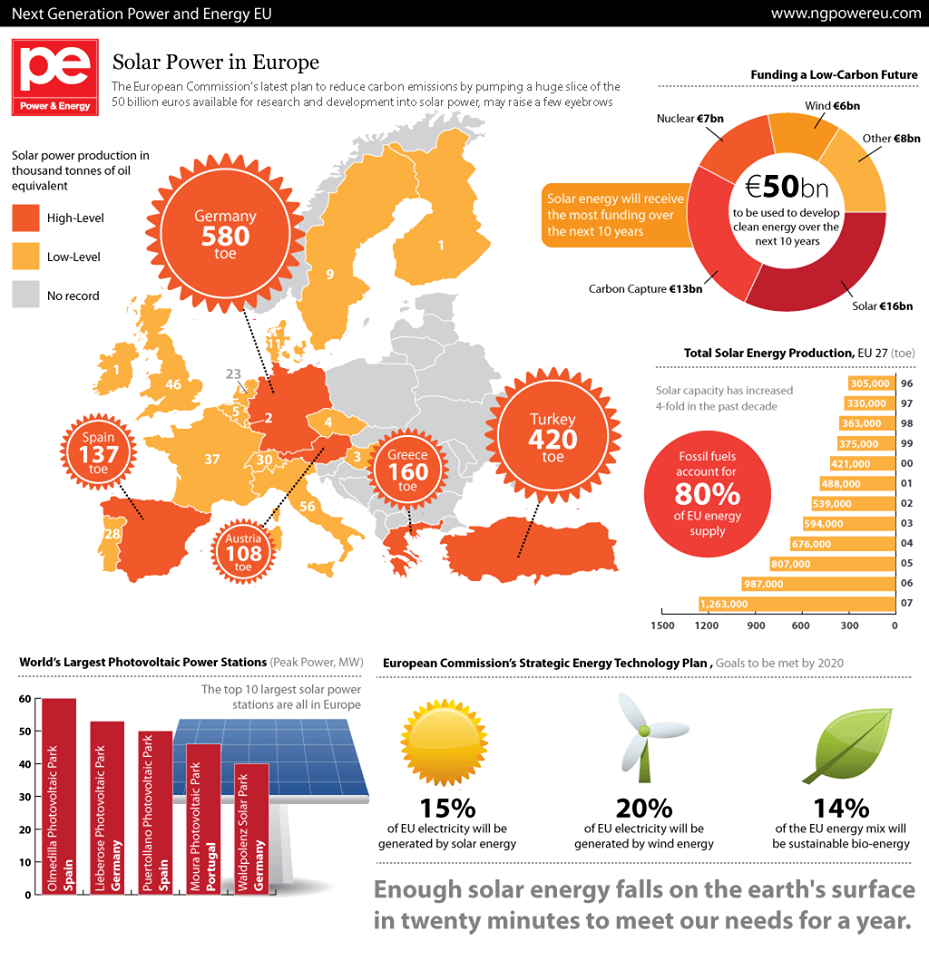 Next Generation Power and Energy EU
www.ngpowereu.com
pe
Power & Energy
Solar Power in Europe
The European Commission's latest plan to reduce carbon emissions by pumping a huge slice of the
50 billion euros available for research and development into solar power, may raise a few eyebrows
Solar power production in
thousand tonnes of oil
equivalent
High-Level
Low-Level
No record
Germany
580
toe
1
9
11
1
46
23
5
2
4
37
30
3
56
28
Spain
137
toe
Austria
108
toe
Greece
160
toe
Turkey
420
toe
Funding a Low-Carbon Future
Wind €6bn
Nuclear €7bn
Other €8bn
Solar energy will receive
the most funding over
the next 10 years
€50bn
to be used to develop
clean energy over the
next 10 years
Carbon Capture €13bn
Solar €16bn
Total Solar Energy Production, EU 27 (toe)
Solar capacity has increased
4-fold in the past decade
Fossil fuels
account for
80%
of EU energy
supply
305,000 96
330,000 97
363,000 98
375,000 99
421,000 00
488,000 01
539,000 02
594,000 03
676,000 04
807,000 05
987,000 06
1,263,000 07
1500 1200 900 600 300 0
World's Largest Photovoltaic Power Stations (Peak Power, MW)
The top 10 largest solar power
stations are all in Europe
60
50
40
30
20
10
0
Olmedilla Photovoltaic Park
Spain
Lieberose Photovoltaic Park
Germany
Puertollano Photovoltaic Park
Spain
Moura Photovoltaic Park
Portugal
Waldpolenz Solar Park
Germany
European Commission's Strategic Energy Technology Plan , Goals to be met by 2020
15%
of EU electricity will be
generated by solar energy
20%
of EU electricity will be
generated by wind energy
14%
of the EU energy mix will
be sustainable bio-energy
Enough solar energy falls on the earth's surface
in twenty minutes to meet our needs for a year.